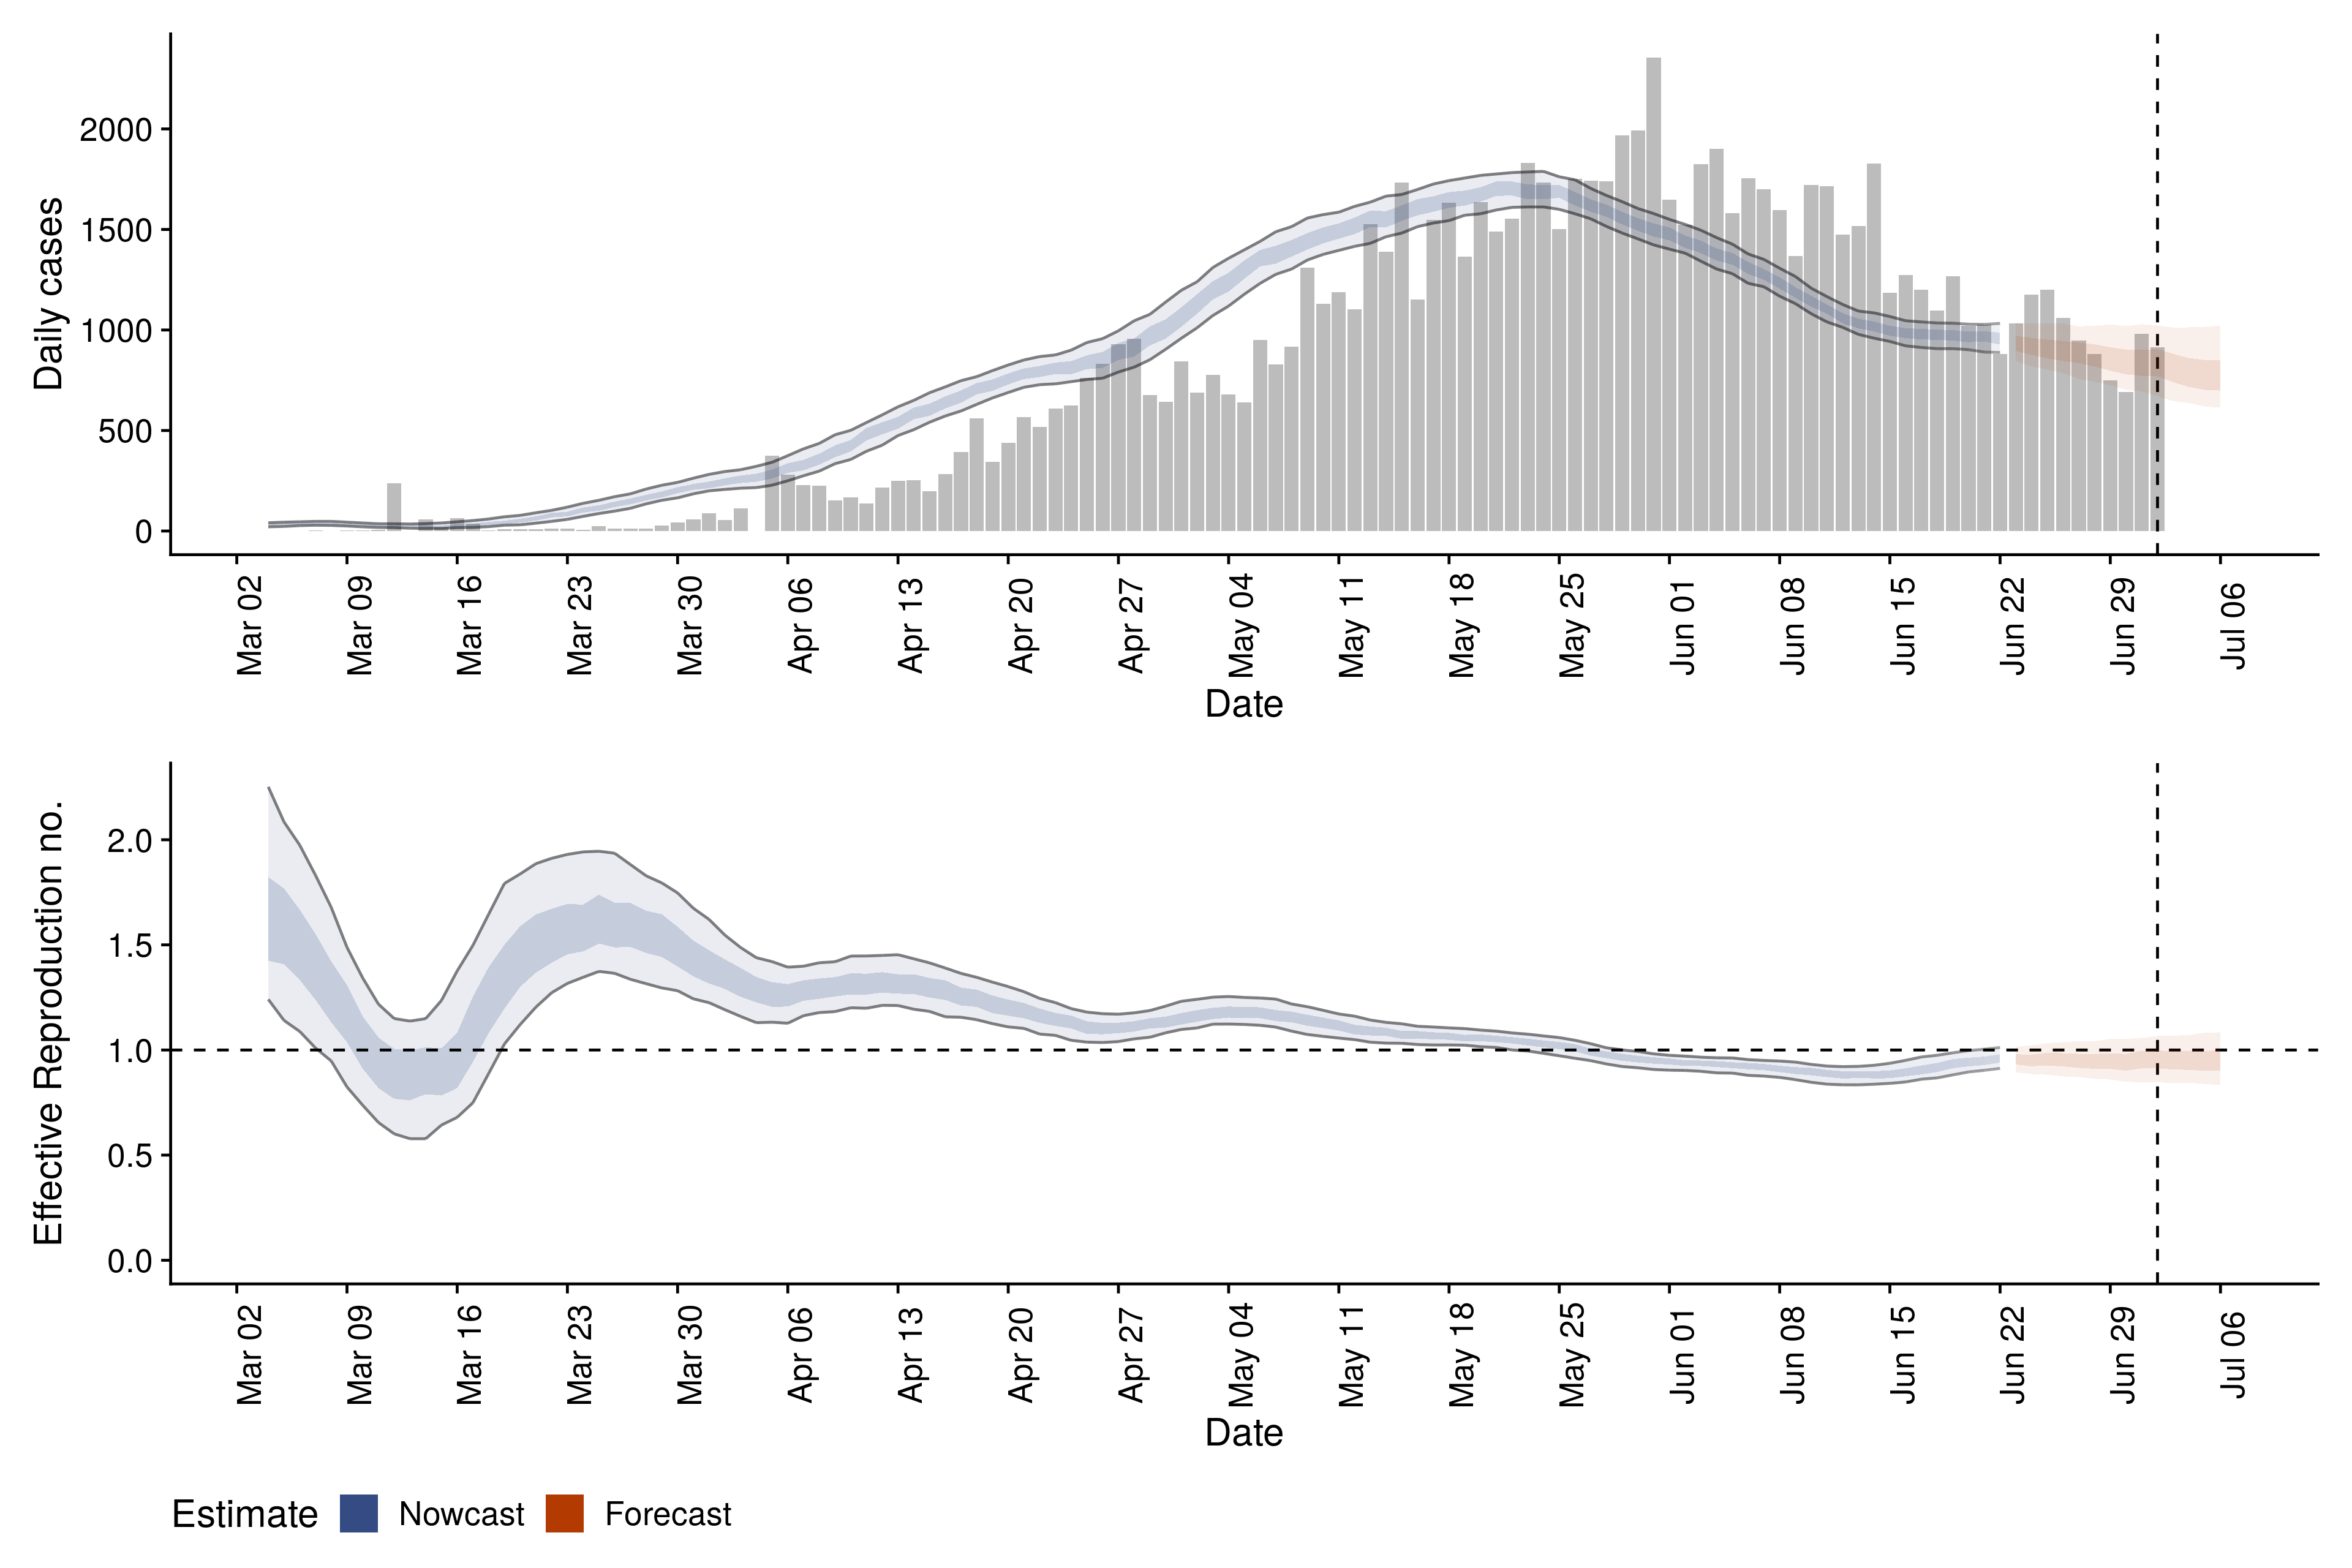 Daily cases
2000
1500
1000
500
0
Mar 02
Mar 09
Mar 16
Mar 23
Mar 30
Apr 06
Apr 13
Apr 20
Apr 27
May 04
May 11
May 18
May 25
Jun 01
Jun 08
Jun 15
Jun 22
Jun 29
Jul 06
Date
Effective Reproduction no.
2.0
1.5
1.0
0.5
0.0
Mar 02
Mar 09
Mar 16
Mar 23
Mar 30
Apr 06
Apr 13
Apr 20
Apr 27
May 04
May 11
May 18
May 25
Jun 01
Jun 08
Jun 15
Jun 22
Jun 29
Jul 06
Date
Estimate Nowcast Forecast